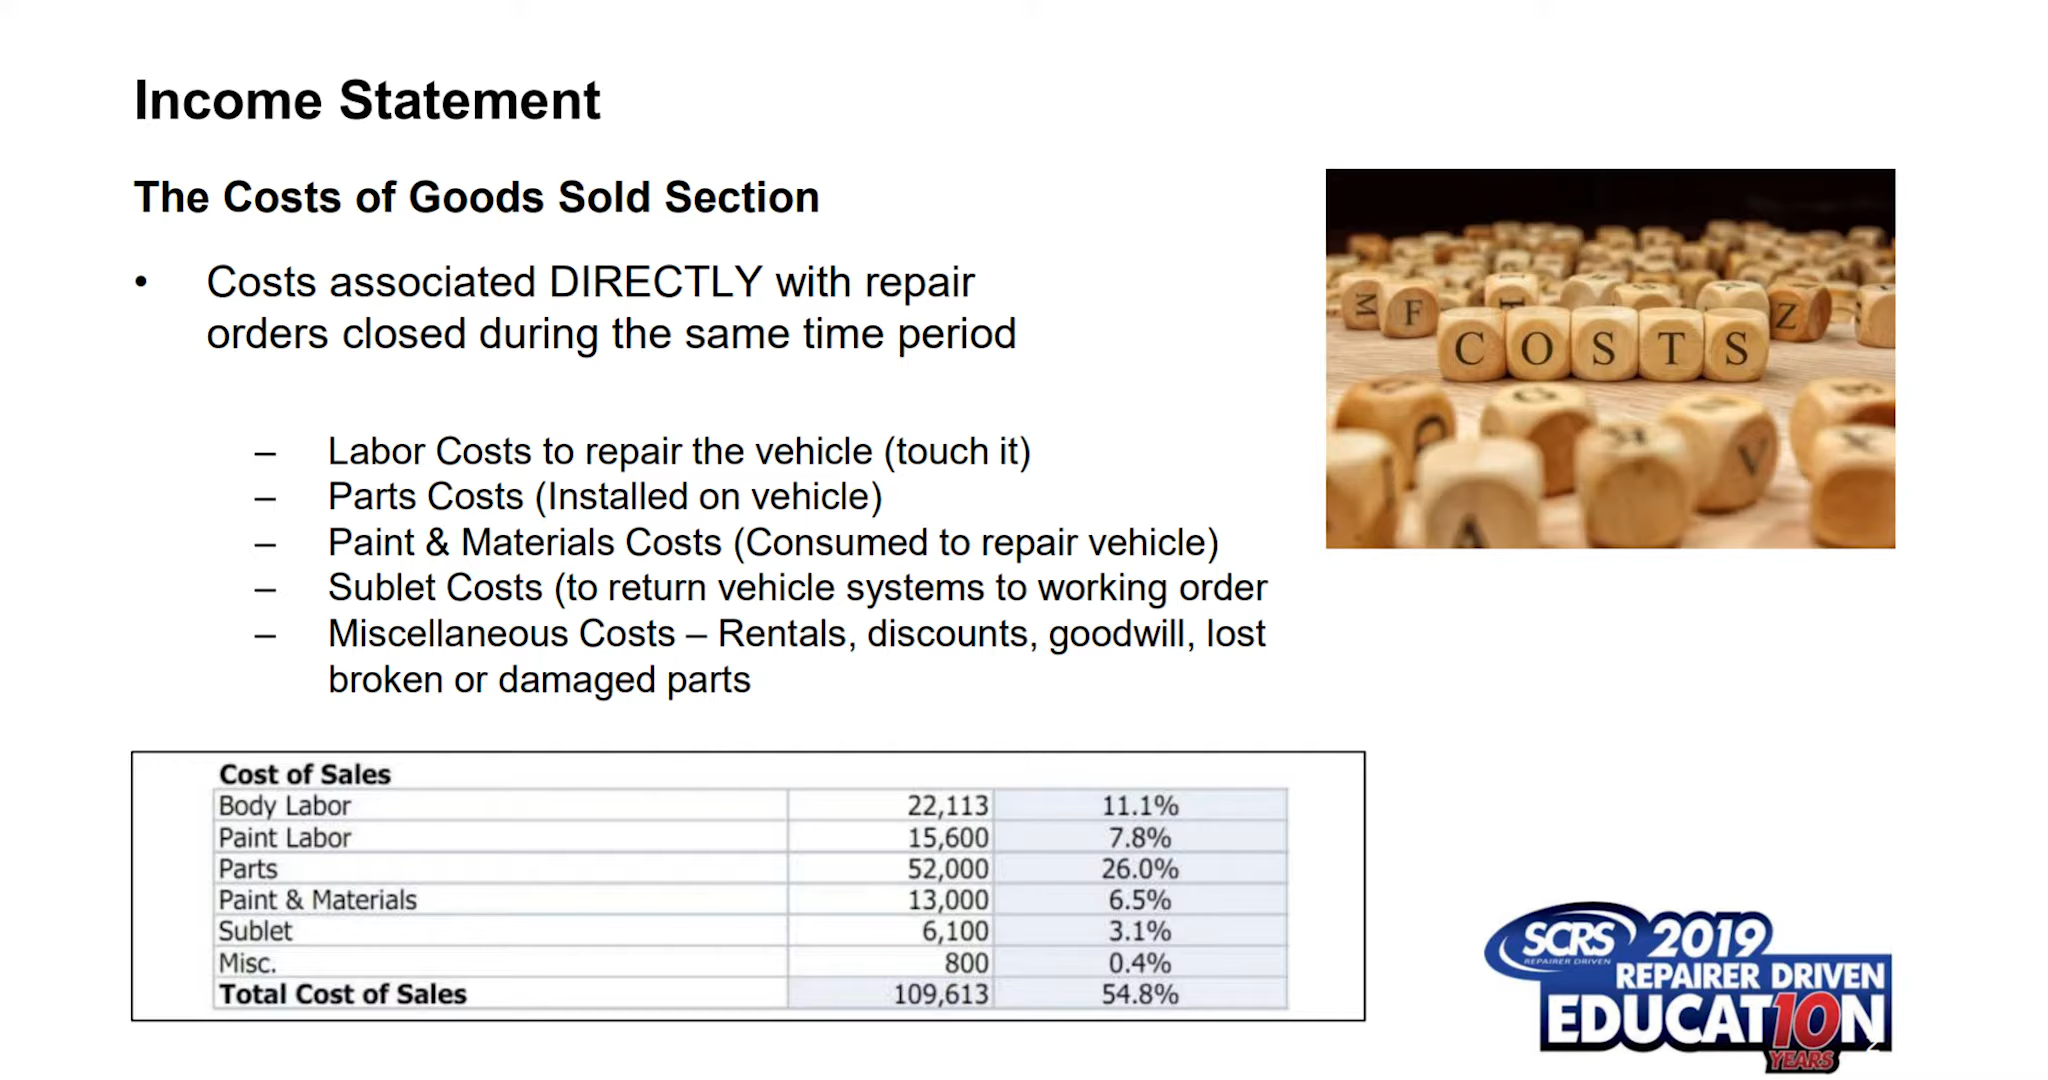 Income Statement
The Costs of Goods Sold Section
• Costs associated DIRECTLY with repair
orders closed during the same time period
– Labor Costs to repair the vehicle (touch it)
– Parts Costs (Installed on vehicle)
– Paint & Materials Costs (Consumed to repair vehicle)
– Sublet Costs (to return vehicle systems to working order
– Miscellaneous Costs – Rentals, discounts, goodwill, lost
broken or damaged parts
M F Z
COSTS
V X
A
Cost of Sales
Body Labor 22,113 11.1%
Paint Labor 15,600 7.8%
Parts 52,000 26.0%
Paint & Materials 13,000 6.5%
Sublet 6,100 3.1%
Misc. 800 0.4%
Total Cost of Sales 109,613 54.8%
SCRS 2019
REPAIRER DRIVEN
REPAIRER DRIVEN
EDUCAT10N
YEARS
2